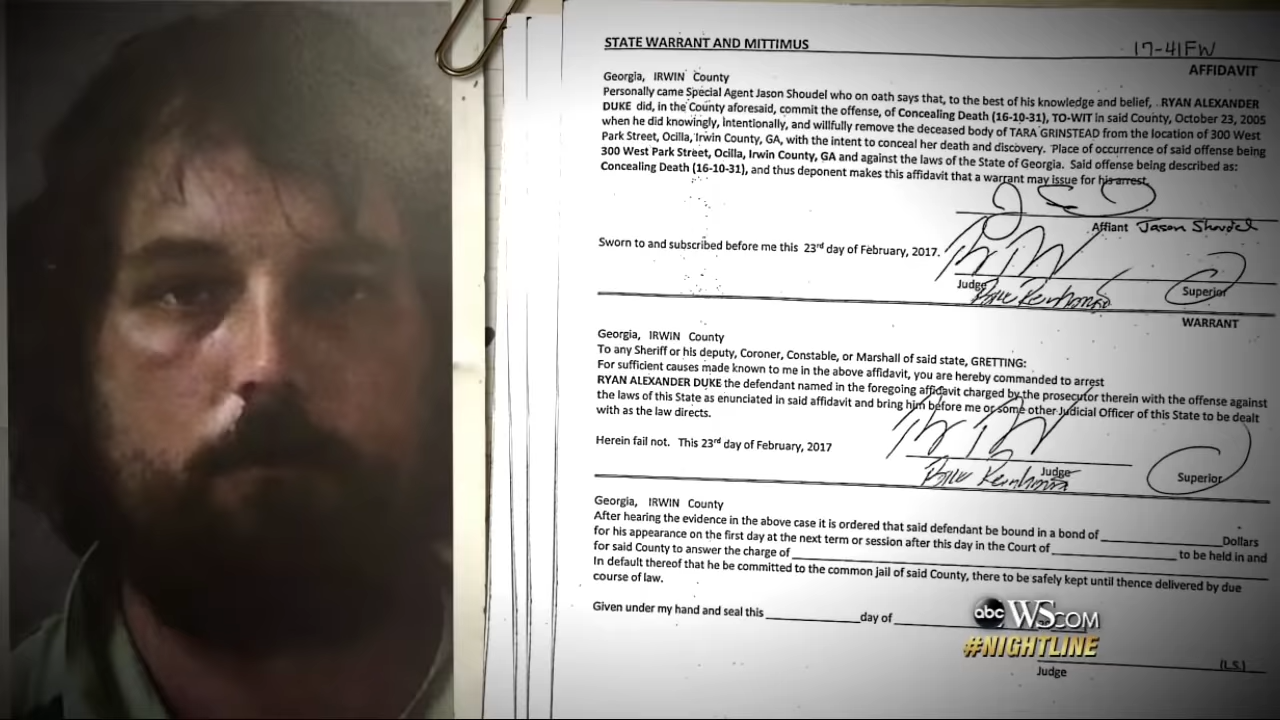 STATE WARRANT AND MITTIMUS
17-41FW
AFFIDAVIT
Georgia, IRWIN County
Personally came Special Agent Jason Shoudel who on oath says that, to the best of his knowledge and belief, RYAN ALEXANDER
DUKE did, in the County aforesaid, commit the offense, of Concealing Death (16-10-31), TO-WIT in said County, October 23, 2005
when he did knowingly, intentionally, and willfully remove the deceased body of TARA GRINSTEAD from the location of 300 West
Park Street, Ocilla, Irwin County, GA, with the intent to conceal her death and discovery. Place of occurrence of said offense being
300 West Park Street, Ocilla, Irwin County, GA and against the laws of the State of Georgia. Said offense being described as:
Concealing Death (16-10-31), and thus deponent makes this affidavit that a warrant may issue for his arrest.
Affiant Jason Shoudel
Sworn to and subscribed before me this 23rd day of February, 2017.
Judge Superior
WARRANT
Georgia, IRWIN County
To any Sheriff or his deputy, Coroner, Constable, or Marshall of said state, GRETTING:
For sufficient causes made known to me in the above affidavit, you are hereby commanded to arrest
RYAN ALEXANDER DUKE the defendant named in the foregoing affidavit charged by the prosecutor therein with the offense against
the laws of this State as enunciated in said affidavit and bring him before me or some other Judicial Officer of this State to be dealt
with as the law directs.
Herein fail not. This 23rd day of February, 2017
Judge Superior
Georgia, IRWIN County
After hearing the evidence in the above case it is ordered that said defendant be bound in a bond of Dollars
for his appearance on the first day at the next term or session after this day in the Court of to be held in and
for said County to answer the charge of
In default thereof that he be committed to the common jail of said County, there to be safely kept until thence delivered by due
course of law.
Given under my hand and seal this day of
abc WS.COM
#NIGHTLINE
(L.S.)
Judge